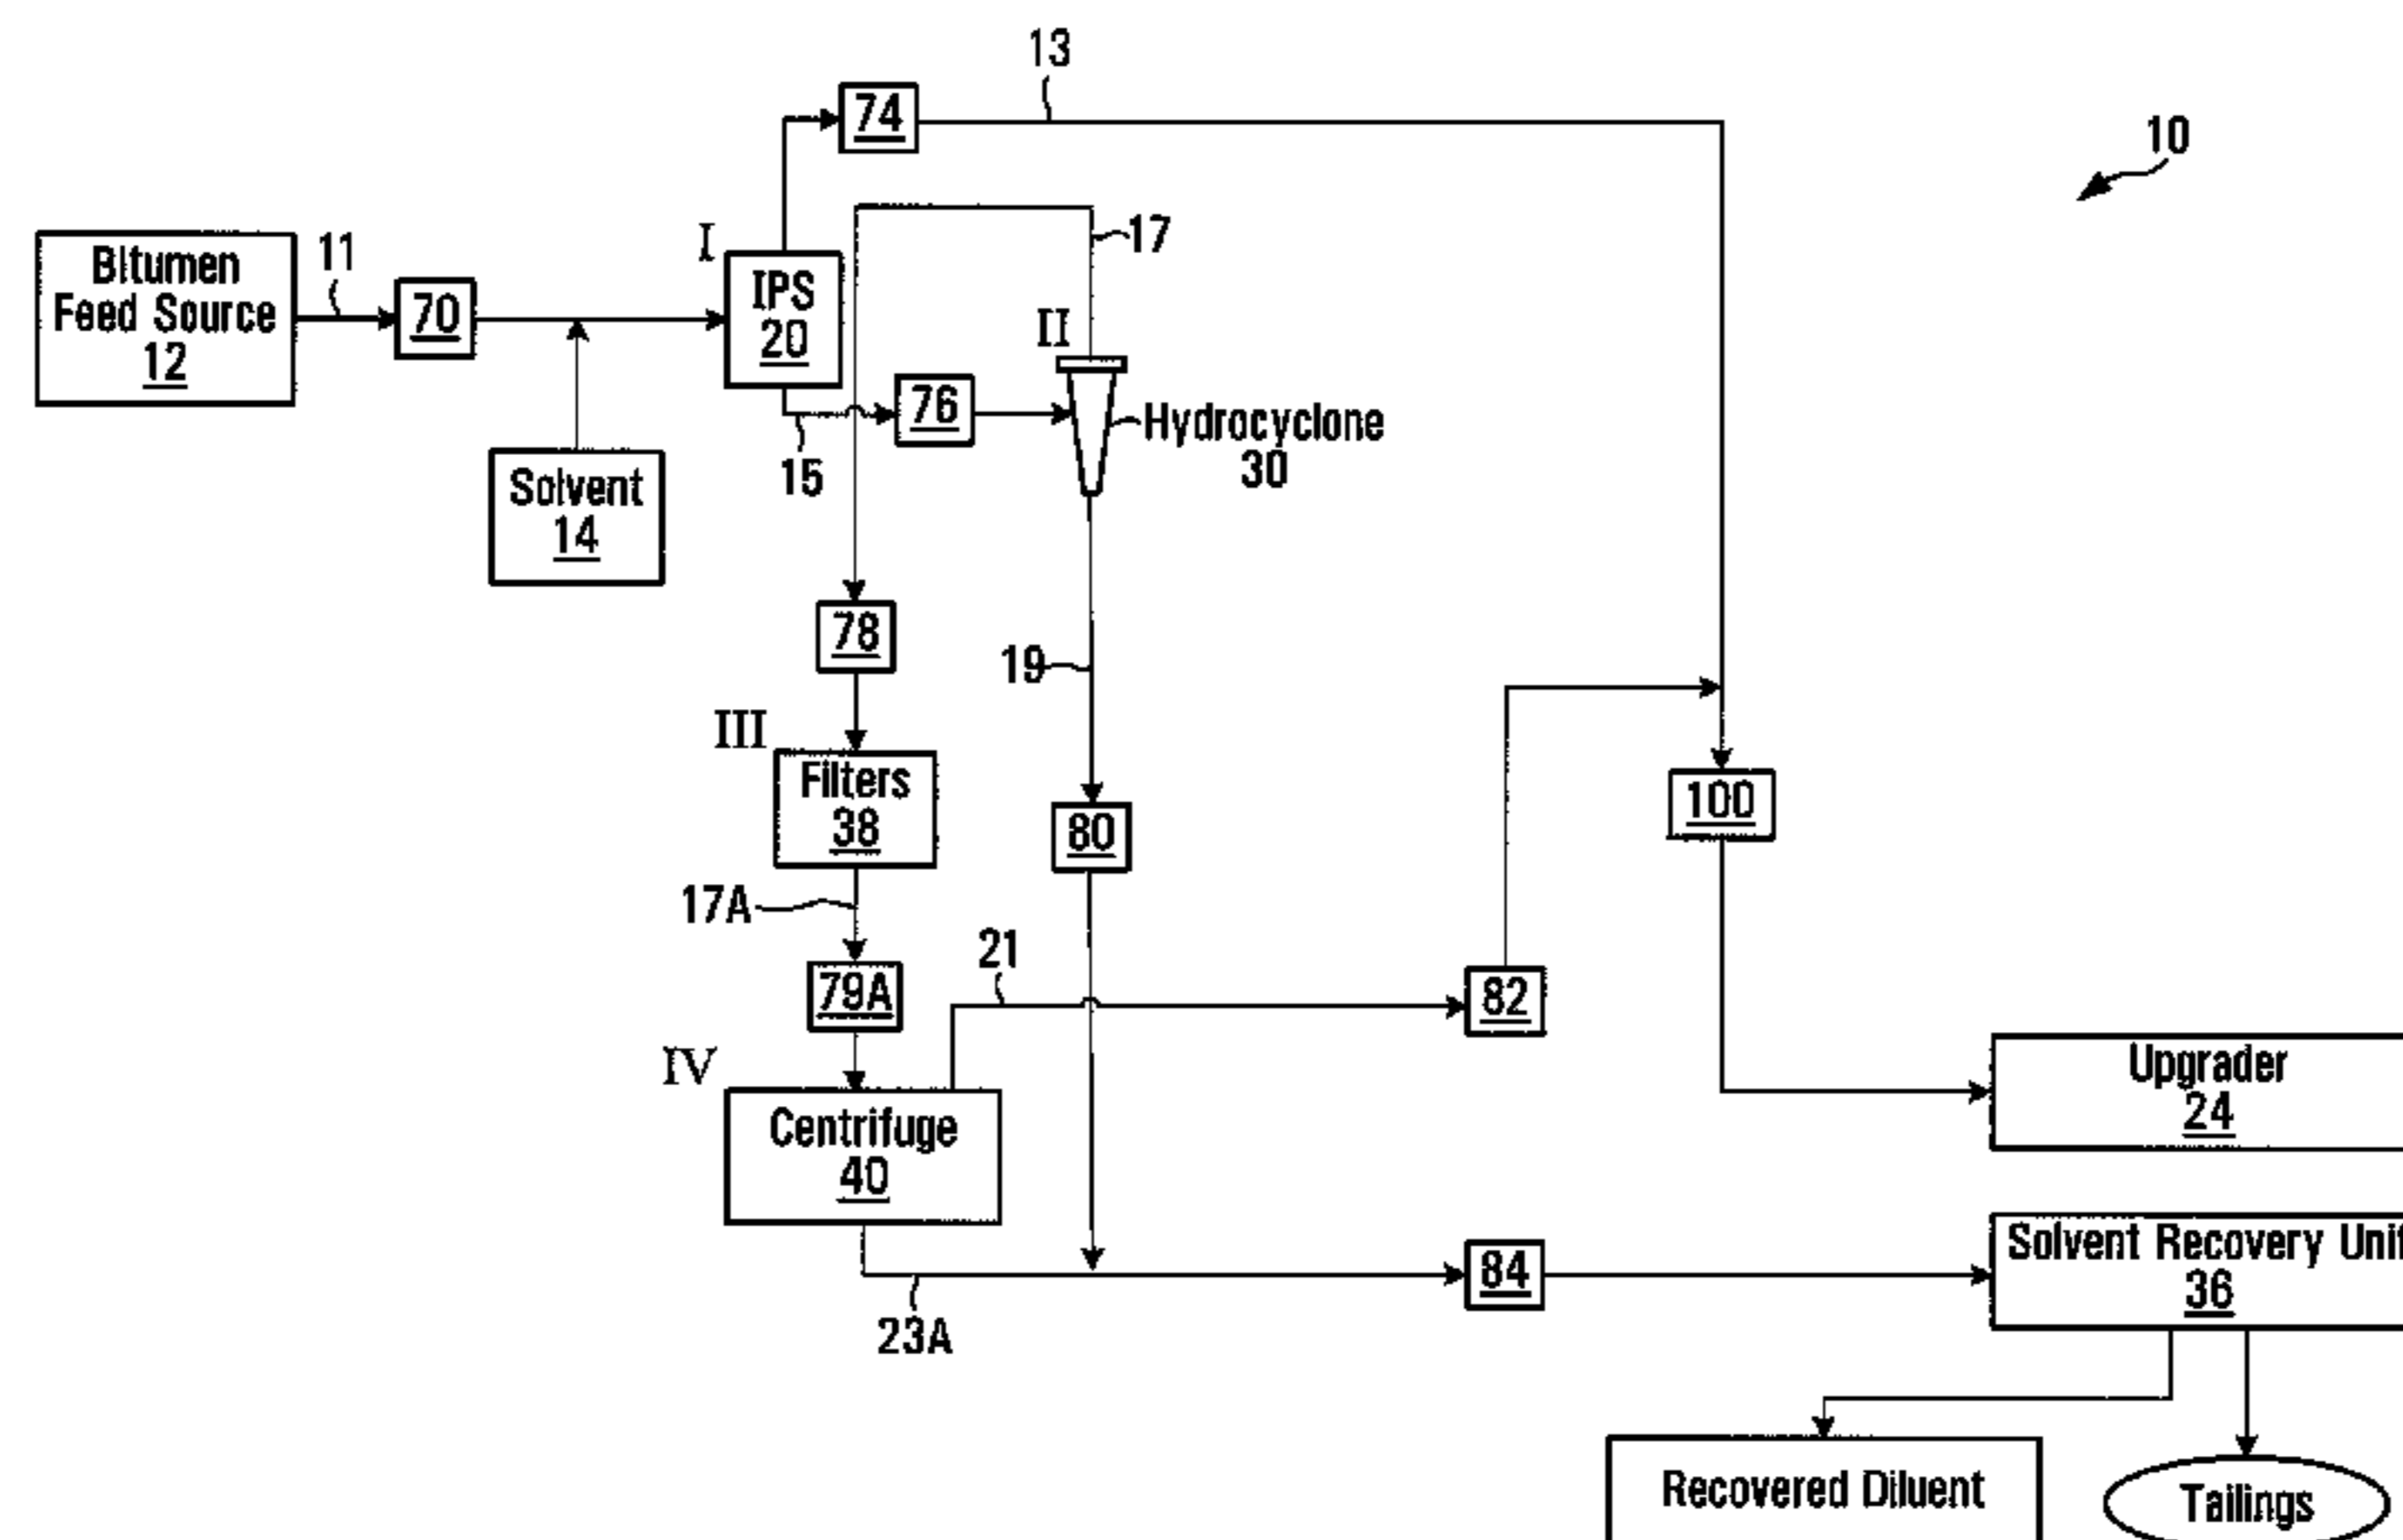 13
74
10
I
17
Bitumen
Feed Source
12
11
70
IPS
20
II
76
Hydrocyclone
30
15
Solvent
14
78
19
III
Filters
38
80
100
17A
21
79A
82
IV
Centrifuge
40
Upgrader
24
84
Solvent Recovery Unit
36
23A
Recovered Diluent
Tailings